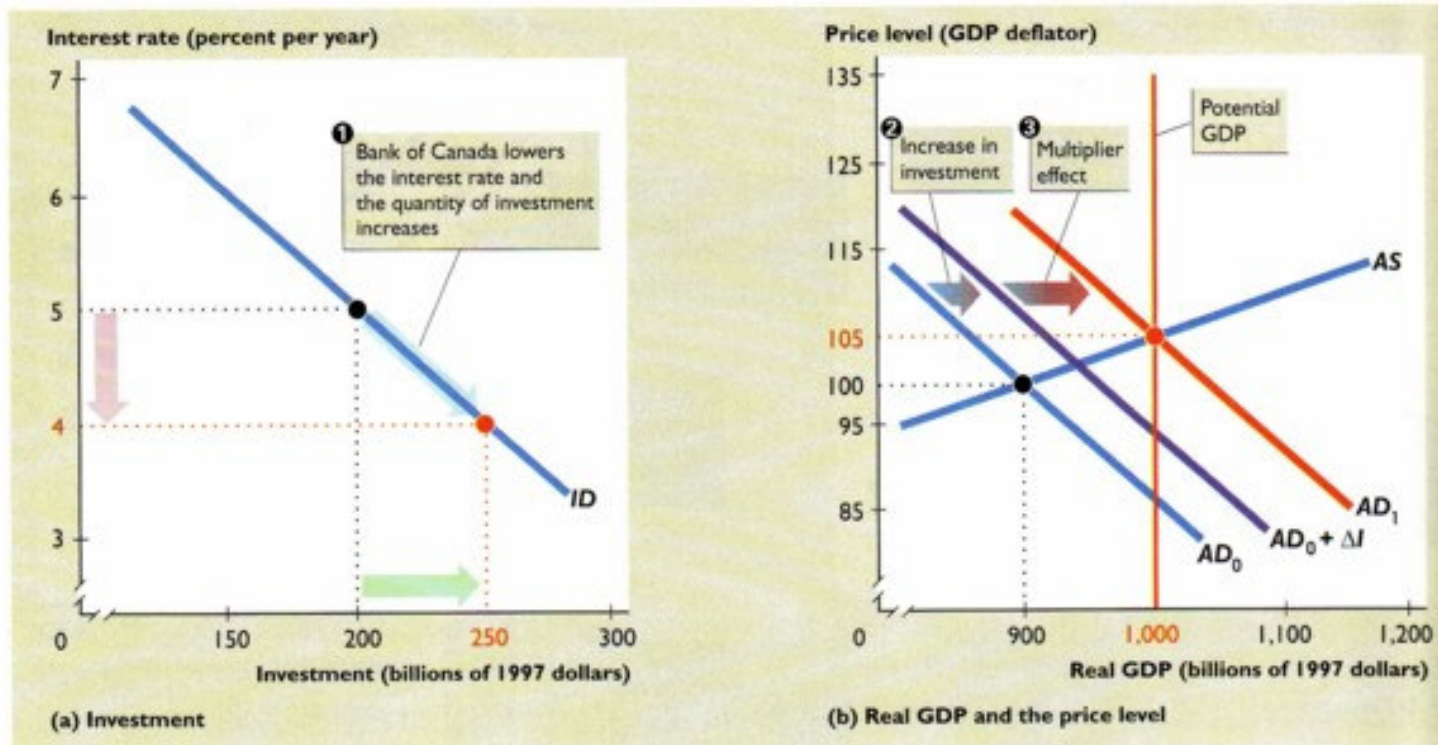 Interest rate (percent per year)
7
6
5
4
3
0
150
200
250
300
Investment (billions of 1997 dollars)
❶
Bank of Canada lowers
the interest rate and
the quantity of investment
increases
ID
(a) Investment
Price level (GDP deflator)
135
125
115
105
100
95
85
0
900
1,000
1,100
1,200
Real GDP (billions of 1997 dollars)
❷
Increase in
investment
❸
Multiplier
effect
Potential
GDP
AS
AD₁
AD₀ + ΔI
AD₀
(b) Real GDP and the price level